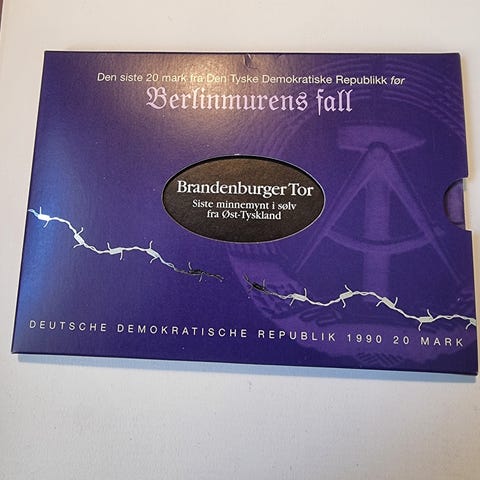 Den siste 20 mark fra Den Tyske Demokratiske Republikk før
Berlinmurens fall
Brandenburger Tor
Siste minnemynt i sølv
fra Øst-Tyskland
DEUTSCHE DEMOKRATISCHE REPUBLIK 1990 20 MARK